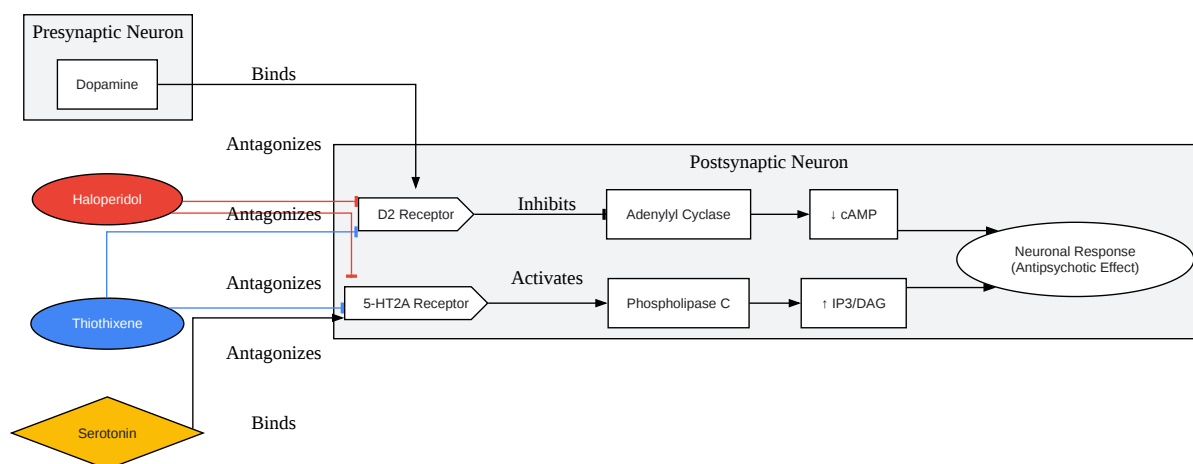 Presynaptic Neuron
Dopamine
Binds
Antagonizes
Postsynaptic Neuron
Haloperidol
Antagonizes
D2 Receptor
Inhibits
Adenylyl Cyclase
↓ cAMP
Neuronal Response
(Antipsychotic Effect)
Antagonizes
5-HT2A Receptor
Activates
Phospholipase C
↑ IP3/DAG
Thiothixene
Antagonizes
Serotonin
Binds